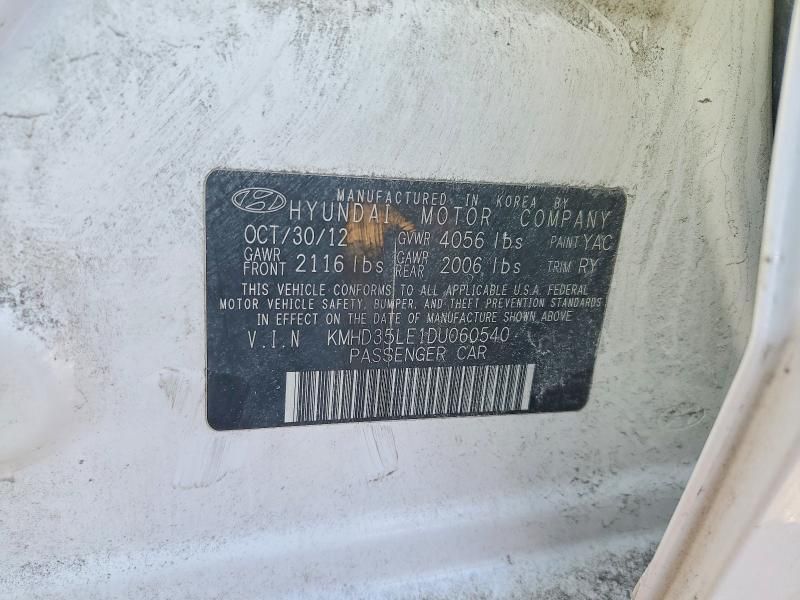 MANUFACTURED IN KOREA BY
HYUNDAI MOTOR COMPANY
OCT/30/12 GVWR 4056 lbs PAINT YAC
GAWR FRONT 2116 lbs GAWR REAR 2006 lbs TRIM RY
THIS VEHICLE CONFORMS TO ALL APPLICABLE U.S.A. FEDERAL
MOTOR VEHICLE SAFETY, BUMPER, AND THEFT PREVENTION STANDARDS
IN EFFECT ON THE DATE OF MANUFACTURE SHOWN ABOVE.
V.I.N KMHD35LE1DU060540
PASSENGER CAR